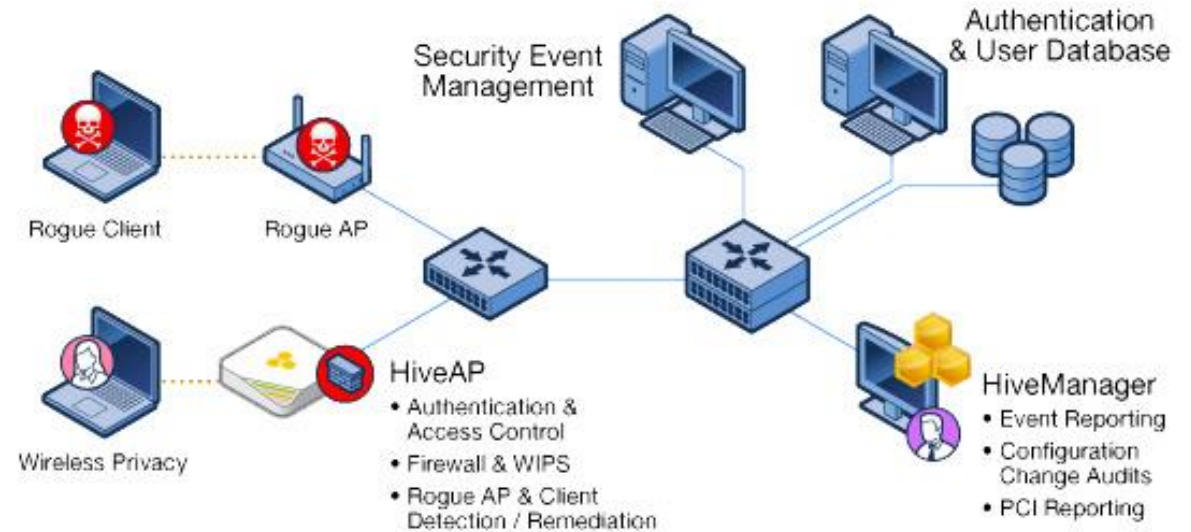 Security Event
Management
Authentication
& User Database
Rogue Client
Rogue AP
Wireless Privacy
HiveAP
• Authentication &
Access Control
• Firewall & WIPS
• Rogue AP & Client
Detection / Remediation
HiveManager
• Event Reporting
• Configuration
Change Audits
• PCI Reporting